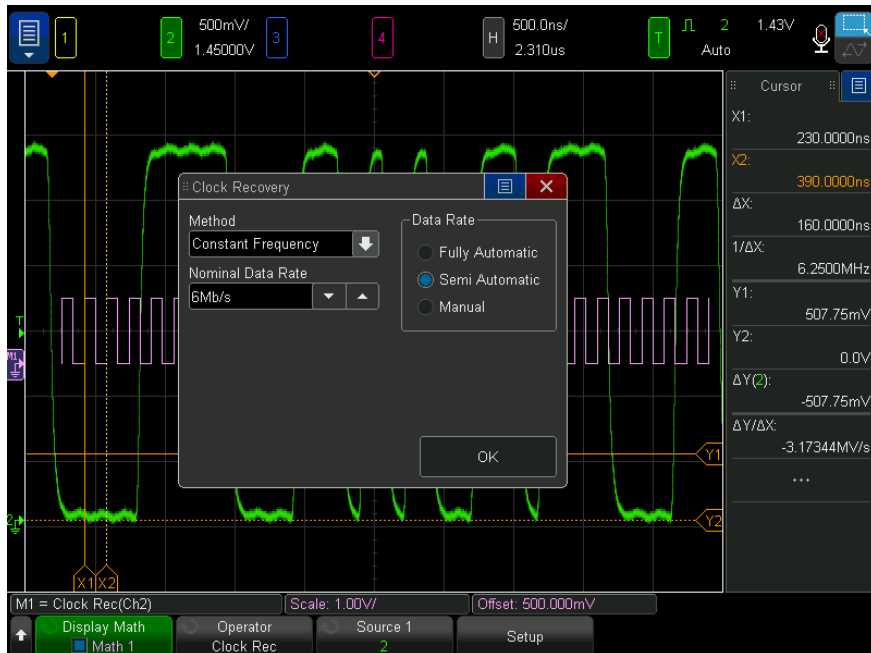 1
2
500mV/
1.45000V
3
4
H
500.0ns/
2.310us
T
2
Auto
1.43V
Cursor
X1:
230.0000ns
X2:
390.0000ns
ΔX:
160.0000ns
1/ΔX:
6.2500MHz
Y1:
507.75mV
Y2:
0.0V
ΔY(2):
-507.75mV
ΔY/ΔX:
-3.17344MV/s
...
Clock Recovery
Method
Constant Frequency
Nominal Data Rate
6Mb/s
Data Rate
Fully Automatic
Semi Automatic
Manual
OK
T
M1
2
Y1
Y2
X1
X2
M1 = Clock Rec(Ch2)
Scale: 1.00V/
Offset: 500.000mV
Display Math
Math 1
Operator
Clock Rec
Source 1
2
Setup